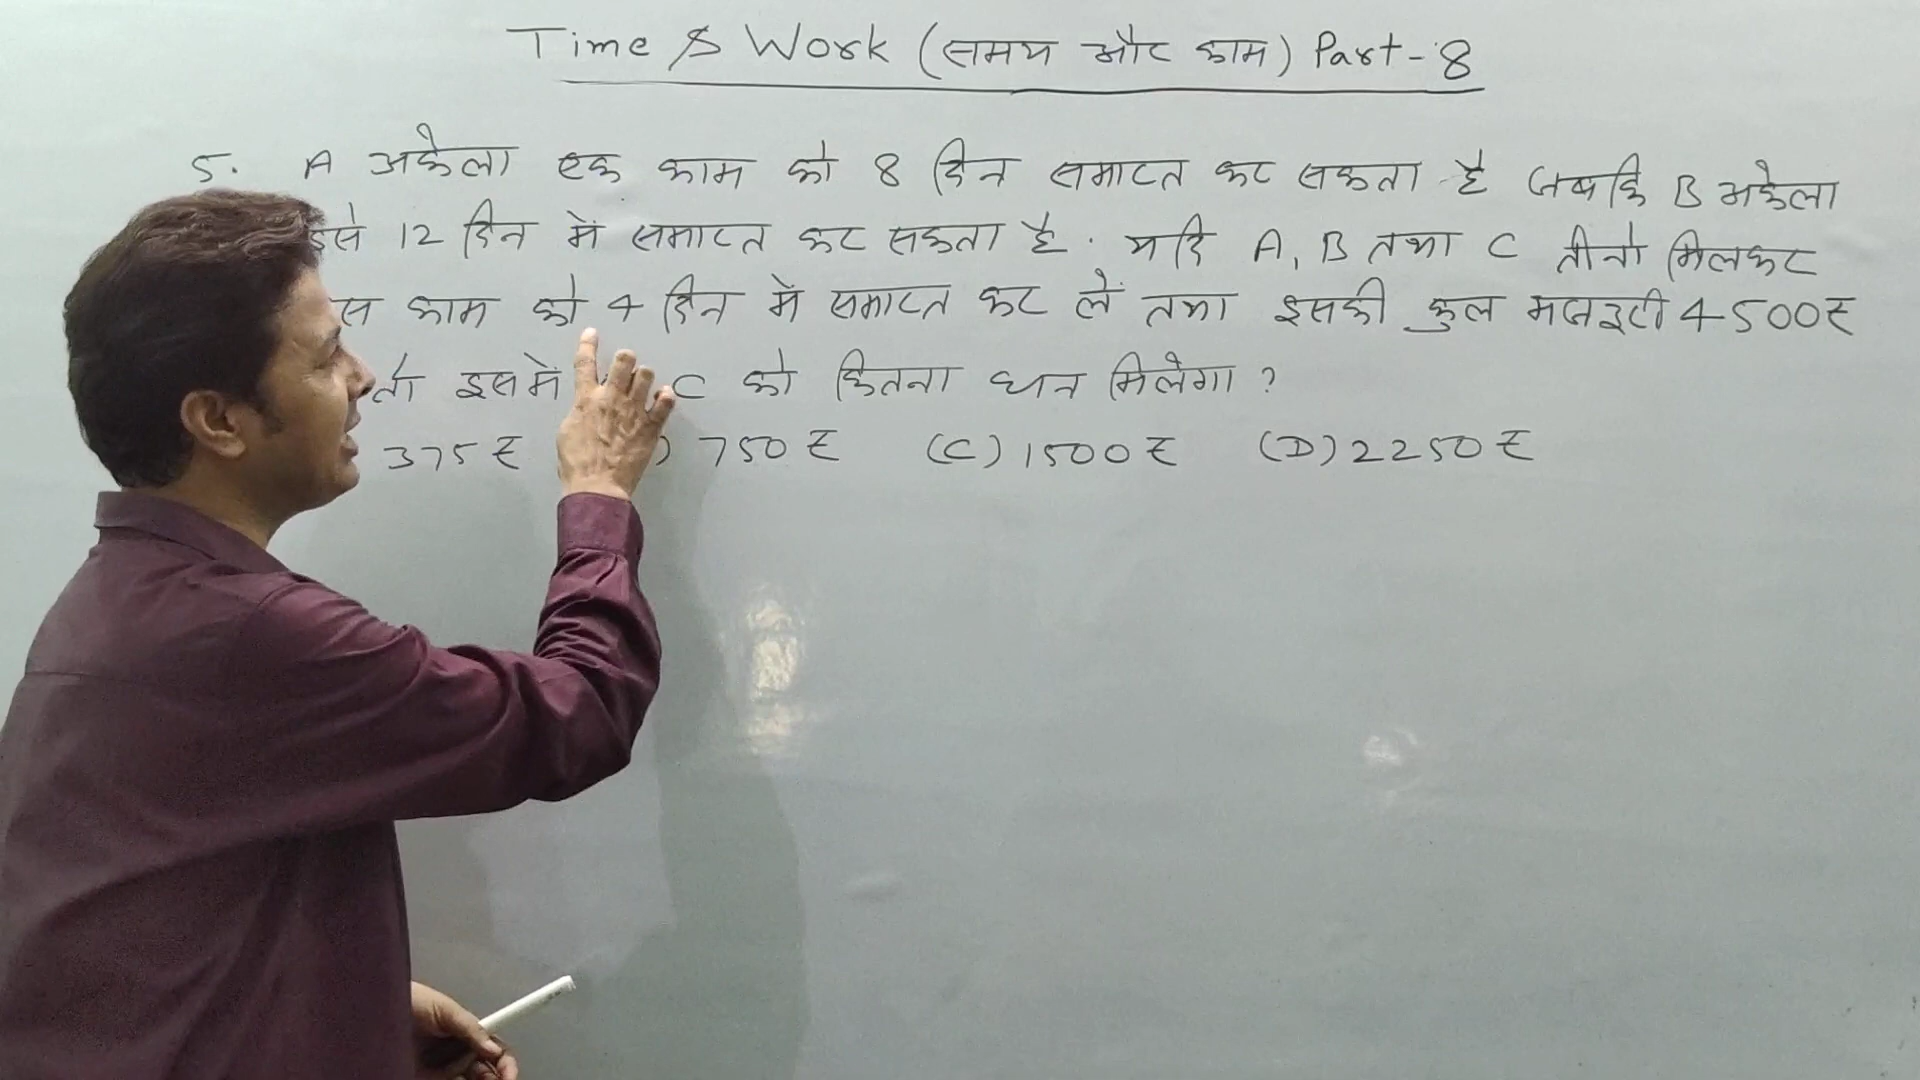 Time & Work (समय और काम) Part-8
5. A अकेला एक काम को 8 दिन समाप्त कर सकता है जबकि B अकेला
इसे 12 दिन में समाप्त कर सकता है. यदि A, B तथा C तीनों मिलकर
काम को 4 दिन में समाप्त कर लें तथा इसकी कुल मजदूरी 4500₹
तो इसमें C को कितना धन मिलेगा ?
375₹ ) 750₹ (C) 1500₹ (D) 2250₹